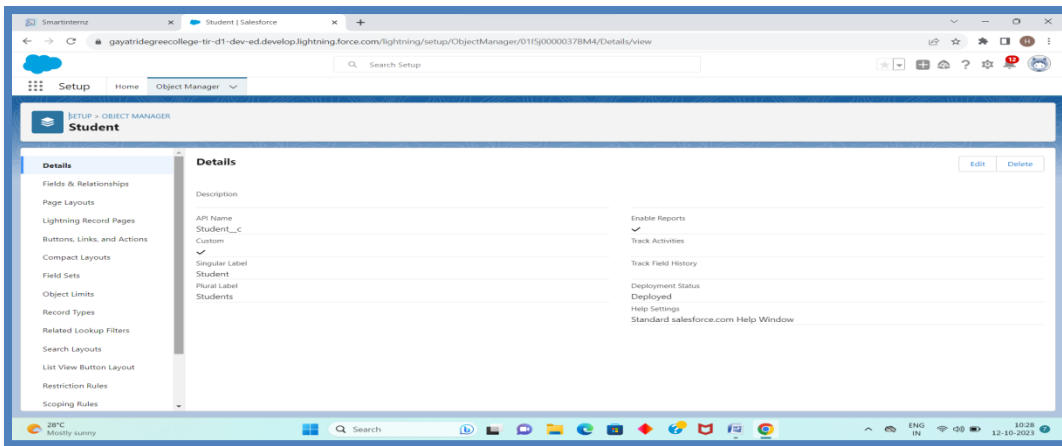 Smartinternz
Student | Salesforce
gayatridegreecollege-tir-d1-dev-ed.develop.lightning.force.com/lightning/setup/ObjectManager/01I5j00000378M4/Details/view
Search Setup
12
Setup
Home
Object Manager
SETUP > OBJECT MANAGER
Student
Details
Fields & Relationships
Page Layouts
Lightning Record Pages
Buttons, Links, and Actions
Compact Layouts
Field Sets
Object Limits
Record Types
Related Lookup Filters
Search Layouts
List View Button Layout
Restriction Rules
Scoping Rules
Details
Edit
Delete
Description
API Name
Student__c
Custom
Singular Label
Student
Plural Label
Students
Enable Reports
Track Activities
Track Field History
Deployment Status
Deployed
Help Settings
Standard salesforce.com Help Window
28°C
Mostly sunny
Search
ENG
IN
10:28
12-10-2023